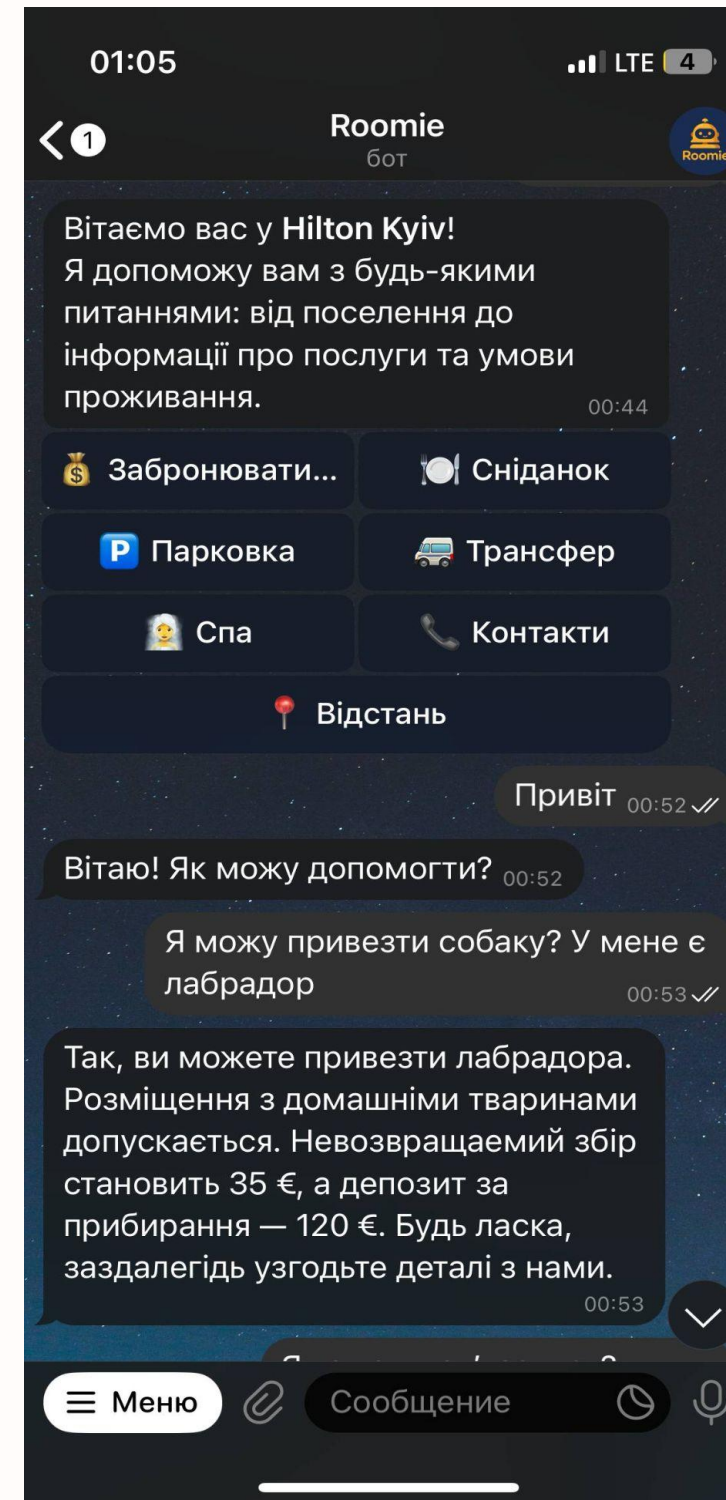 01:05
LTE 4
1
Roomie
бот
Roomie
Вітаємо вас у Hilton Kyiv!
Я допоможу вам з будь-якими
питаннями: від поселення до
інформації про послуги та умови
проживання.
00:44
Забронювати...
Сніданок
P Парковка
Трансфер
Спа
Контакти
Відстань
Привіт 00:52
Вітаю! Як можу допомогти? 00:52
Я можу привезти собаку? У мене є
лабрадор
00:53
Так, ви можете привезти лабрадора.
Розміщення з домашніми тваринами
допускається. Невозвращаемий збір
становить 35 €, а депозит за
прибирання — 120 €. Будь ласка,
заздалегідь узгодьте деталі з нами.
00:53
Меню
Сообщение